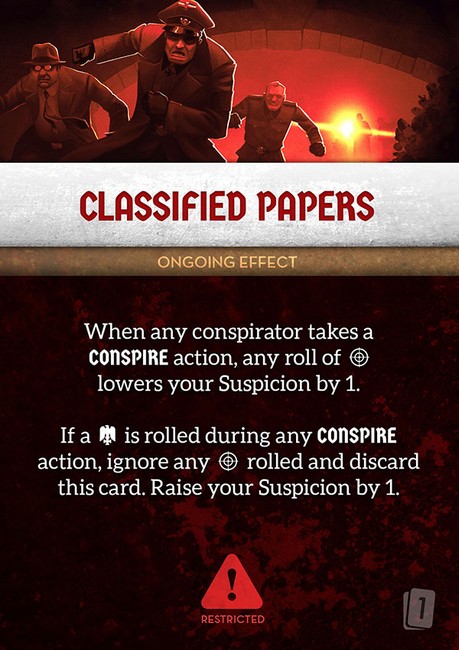 CLASSIFIED PAPERS
ONGOING EFFECT
When any conspirator takes a
CONSPIRE action, any roll of
lowers your Suspicion by 1.
If a is rolled during any CONSPIRE
action, ignore any rolled and discard
this card. Raise your Suspicion by 1.
!
RESTRICTED
1